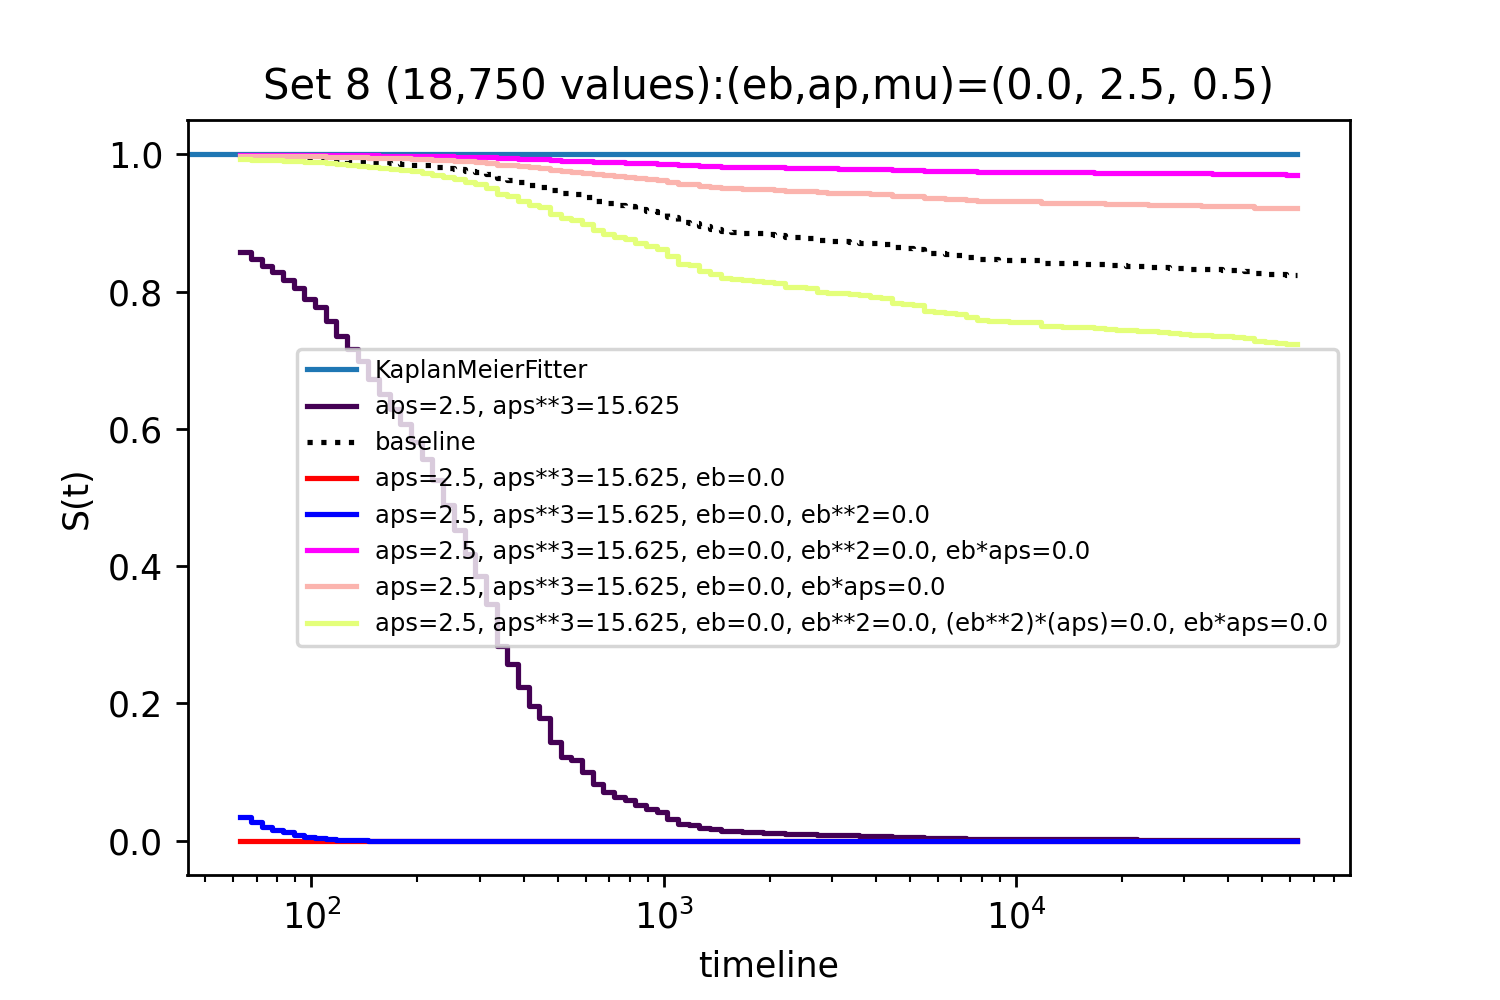 Set 8 (18,750 values):(eb,ap,mu)=(0.0, 2.5, 0.5)
1.0
0.8
0.6
0.4
0.2
0.0
S(t)
KaplanMeierFitter
aps=2.5, aps**3=15.625
baseline
aps=2.5, aps**3=15.625, eb=0.0
aps=2.5, aps**3=15.625, eb=0.0, eb**2=0.0
aps=2.5, aps**3=15.625, eb=0.0, eb**2=0.0, eb*aps=0.0
aps=2.5, aps**3=15.625, eb=0.0, eb*aps=0.0
aps=2.5, aps**3=15.625, eb=0.0, eb**2=0.0, (eb**2)*(aps)=0.0, eb*aps=0.0
10² 10³ 10⁴
timeline